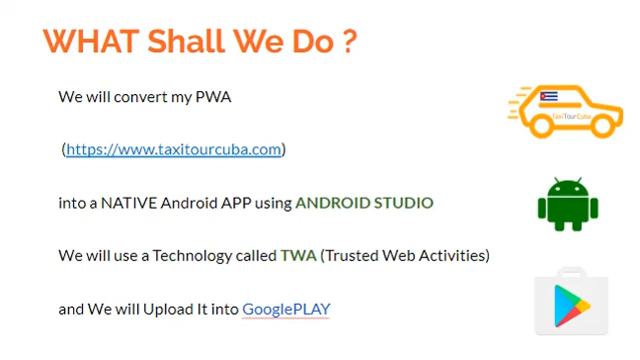 WHAT Shall We Do ?
We will convert my PWA
(https://www.taxitourcuba.com)
TaxiTourCuba
into a NATIVE Android APP using ANDROID STUDIO
We will use a Technology called TWA (Trusted Web Activities)
and We will Upload It into GooglePLAY